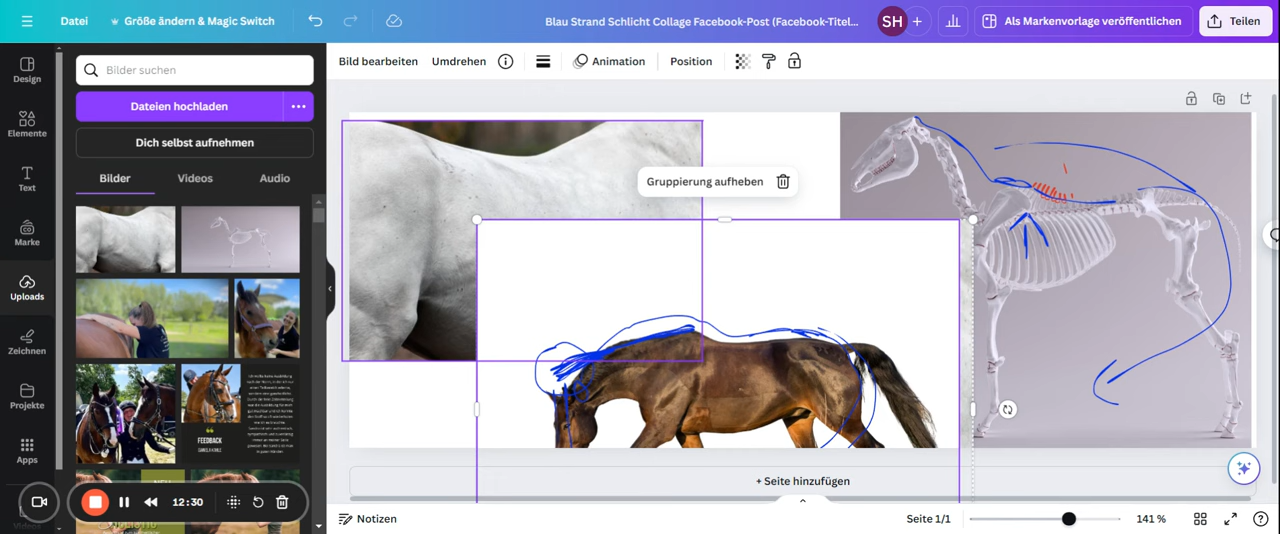 Datei
Größe ändern & Magic Switch
Blau Strand Schlicht Collage Facebook-Post (Facebook-Titel...
SH
Als Markenvorlage veröffentlichen
Teilen
Design
Elemente
Text
Marke
Uploads
Zeichnen
Projekte
Apps
Videos
Bilder suchen
Dateien hochladen
Dich selbst aufnehmen
Bilder
Videos
Audio
FEEDBACK
12:30
Bild bearbeiten
Umdrehen
Animation
Position
Gruppierung aufheben
+ Seite hinzufügen
Notizen
Seite 1/1
141 %